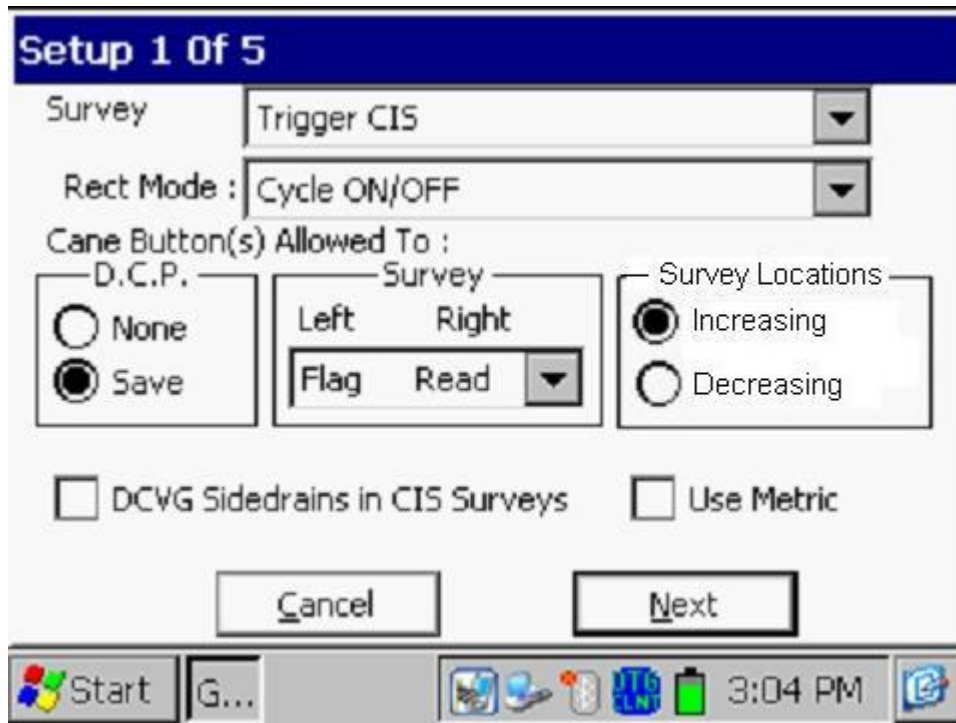 Setup 1 Of 5
Survey
Trigger CIS
Rect Mode :
Cycle ON/OFF
Cane Button(s) Allowed To :
D.C.P.
None
Save
Survey
Left Right
Flag Read
Survey Locations
Increasing
Decreasing
DCVG Sidedrains in CIS Surveys
Use Metric
Cancel
Next
Start
G...
UTG
CLNT
3:04 PM